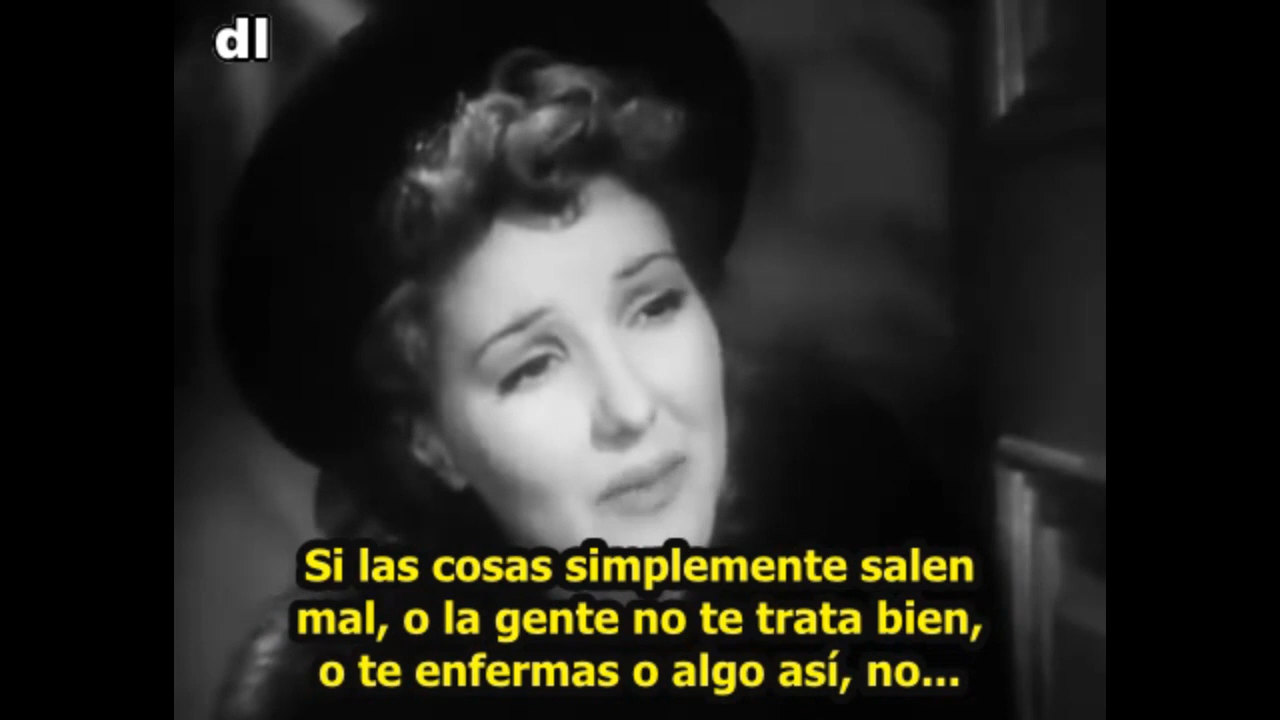 dl
Si las cosas simplemente salen
mal, o la gente no te trata bien,
o te enfermas o algo así, no...